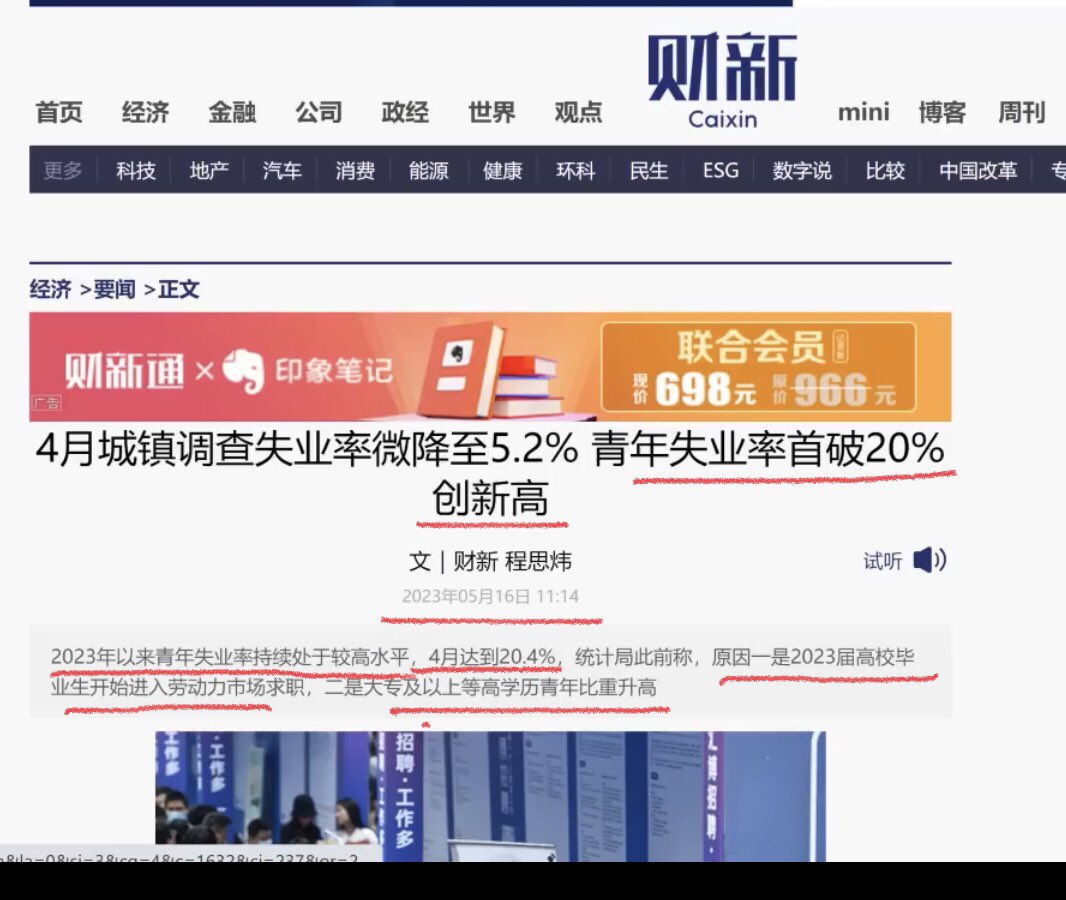 财新
Caixin
首页 经济 金融 公司 政经 世界 观点 mini 博客 周刊
更多 科技 地产 汽车 消费 能源 健康 环科 民生 ESG 数字说 比较 中国改革
经济 >要闻 >正文
财新通 × 印象笔记
联合会员
现价 698元 原价 966元
广告
4月城镇调查失业率微降至5.2% 青年失业率首破20%
创新高
文 | 财新 程思炜
试听
2023年05月16日 11:14
2023年以来青年失业率持续处于较高水平，4月达到20.4%，统计局此前称，原因一是2023届高校毕
业生开始进入劳动力市场求职，二是大专及以上等高学历青年比重升高
招聘·工作多